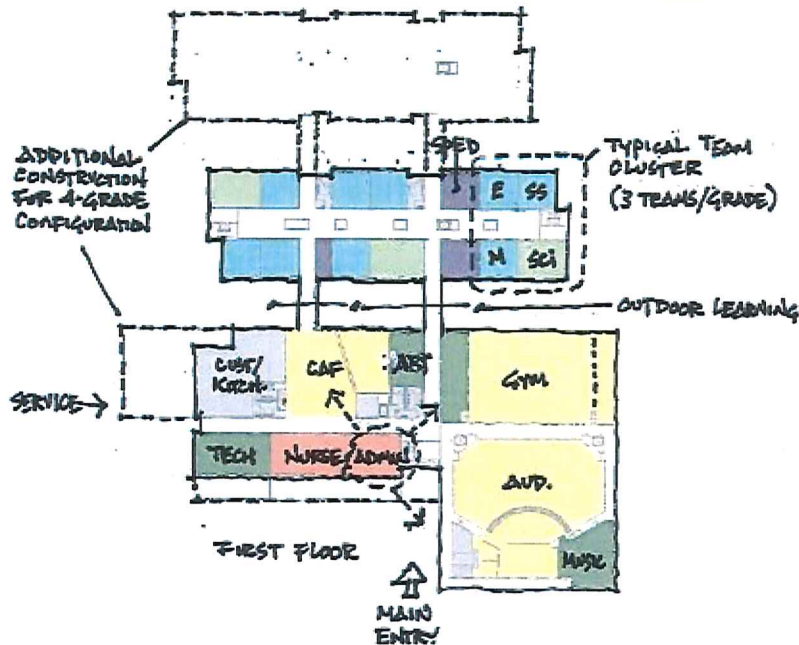 SPED
ADDITIONAL
CONSTRUCTION
FOR 4-GRADE
CONFIGURATION
TYPICAL TEAM
CLUSTER
(3 TEAMS/GRADE)
E SS
M SCI
OUTDOOR LEARNING
CUST/
KITCH.
CAF
ART
GYM
SERVICE
TECH
NURSE/ADMIN
AUD.
FIRST FLOOR
MUSIC
MAIN
ENTRY